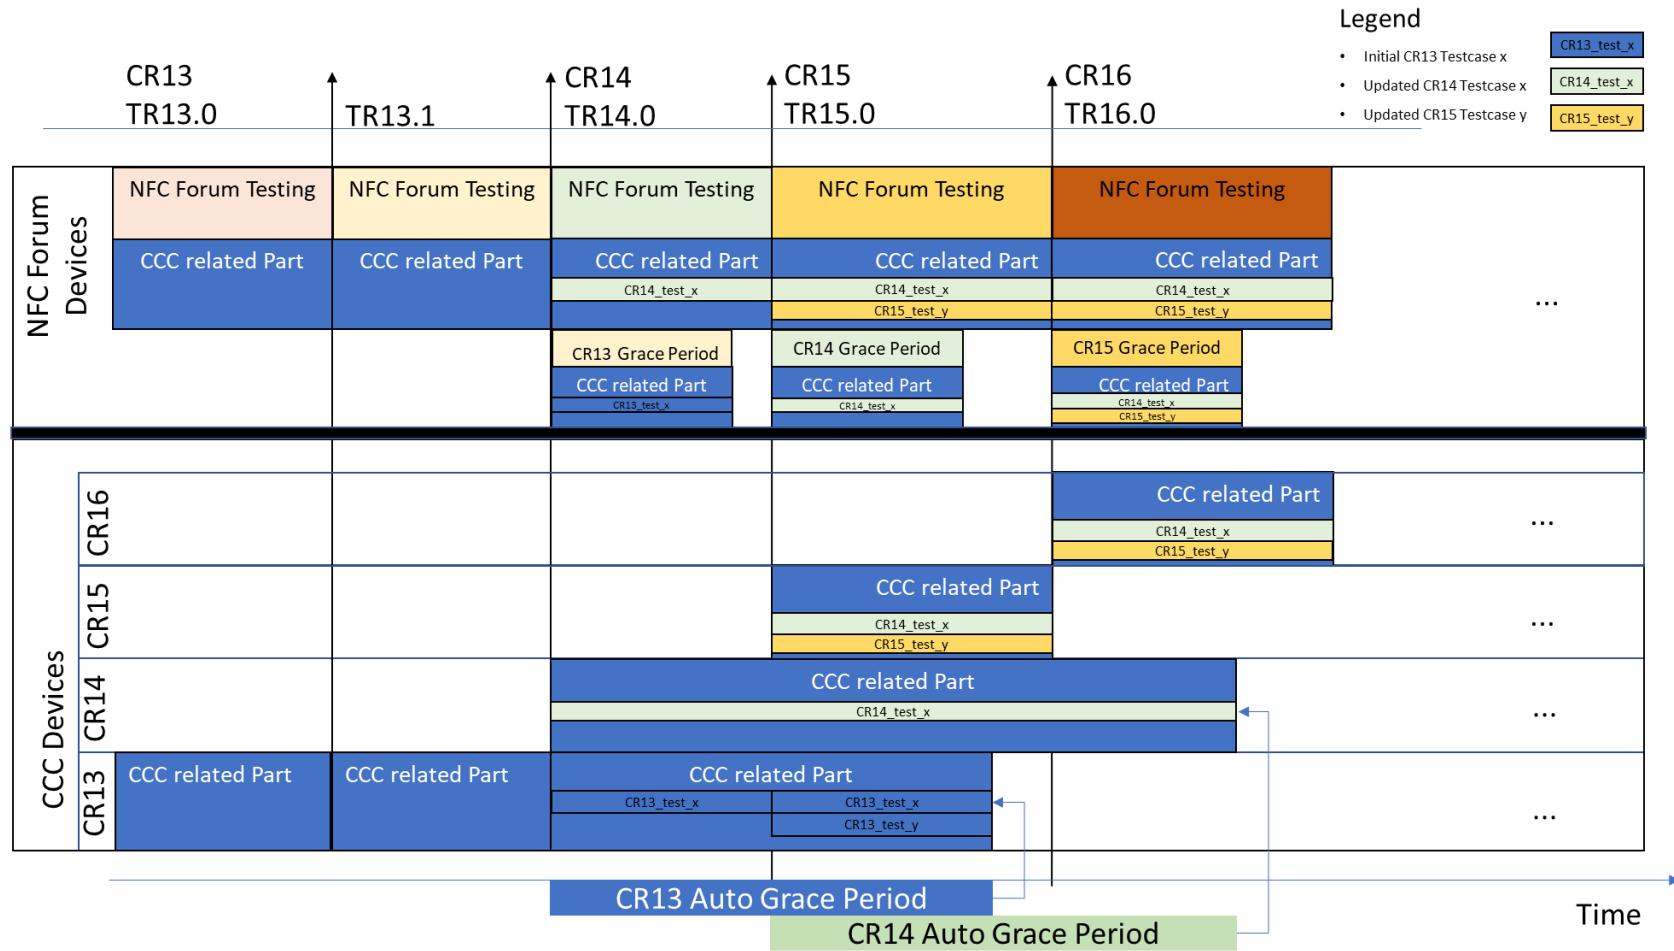 Legend
• Initial CR13 Testcase x
CR13_test_x
• Updated CR14 Testcase x
CR14_test_x
• Updated CR15 Testcase y
CR15_test_y
CR13
TR13.0
TR13.1
CR14
TR14.0
CR15
TR15.0
CR16
TR16.0
NFC Forum
Devices
NFC Forum Testing
NFC Forum Testing
NFC Forum Testing
NFC Forum Testing
NFC Forum Testing
CCC related Part
CCC related Part
CCC related Part
CCC related Part
CCC related Part
CR14_test_x
CR14_test_x
CR14_test_x
CR15_test_y
CR15_test_y
...
CR13 Grace Period
CR14 Grace Period
CR15 Grace Period
CCC related Part
CCC related Part
CCC related Part
CR13_test_x
CR14_test_x
CR14_test_x
CR15_test_y
CCC Devices
CR16
CCC related Part
CR14_test_x
CR15_test_y
...
CR15
CCC related Part
CR14_test_x
CR15_test_y
...
CR14
CCC related Part
CR14_test_x
...
CR13
CCC related Part
CCC related Part
CCC related Part
CR13_test_x
CR13_test_x
CR13_test_y
...
CR13 Auto Grace Period
CR14 Auto Grace Period
Time